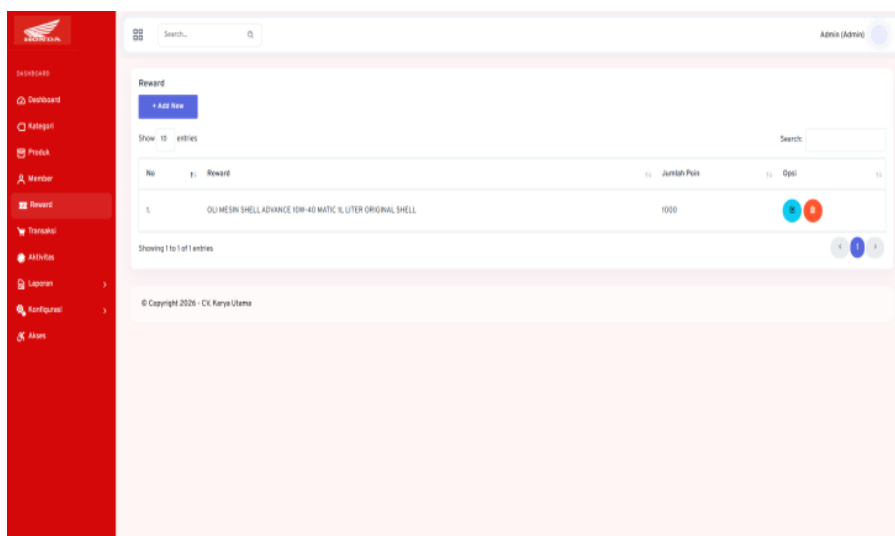 HONDA
Search...
Admin (Admin)
DASHBOARD
Dashboard
Kategori
Produk
Member
Reward
Transaksi
Aktivitas
Laporan
Konfigurasi
Akses
Reward
+ Add New
Show 10 entries
Search:
No Reward Jumlah Poin Opsi
1. OLI MESIN SHELL ADVANCE 10W-40 MATIC 1L LITER ORIGINAL SHELL 1000
Showing 1 to 1 of 1 entries
‹ 1 ›
© Copyright 2026 - CV. Karya Utama